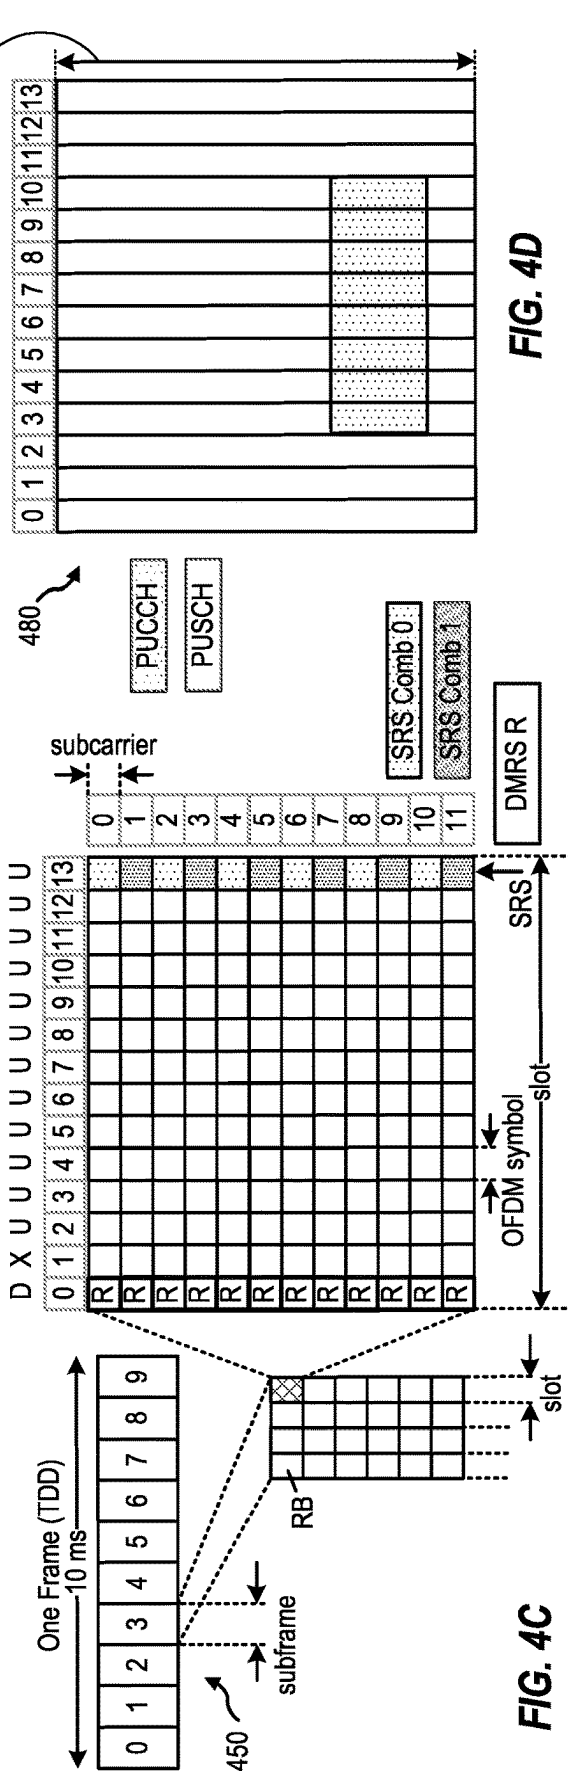 One Frame (TDD)
10 ms
0 1 2 3 4 5 6 7 8 9
450
subframe
RB
slot
FIG. 4C
D X U U U U U U U U U U U U
0 1 2 3 4 5 6 7 8 9 10 11 12 13
R
R
R
R
R
R
R
R
R
R
R
R
subcarrier
0
1
2
3
4
5
6
7
8
9
10
11
OFDM symbol
slot
SRS
SRS Comb 0
SRS Comb 1
DMRS R
480
PUCCH
PUSCH
0 1 2 3 4 5 6 7 8 9 10 11 12 13
FIG. 4D